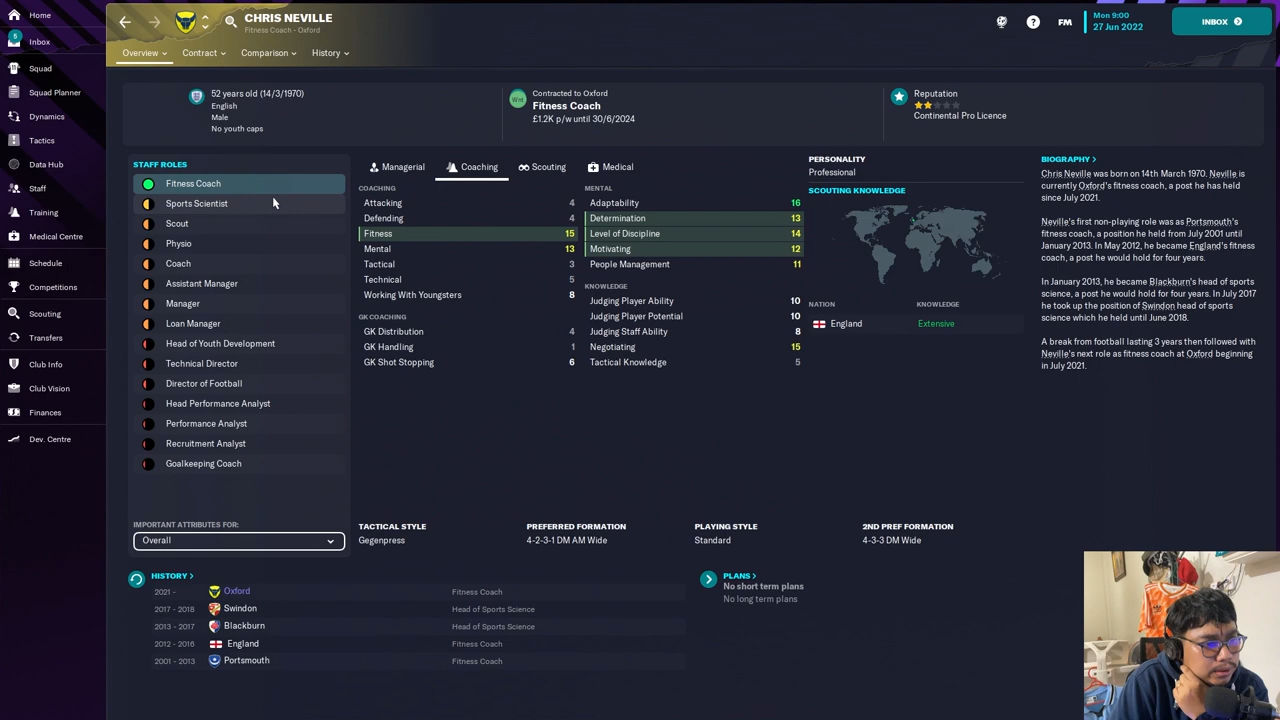 Home
5
Inbox
Squad
Squad Planner
Dynamics
Tactics
Data Hub
Staff
Training
Medical Centre
Schedule
Competitions
Scouting
Transfers
Club Info
Club Vision
Finances
Dev. Centre
CHRIS NEVILLE
Fitness Coach - Oxford
?
FM
Mon 9:00
27 Jun 2022
INBOX
Overview
Contract
Comparison
History
52 years old (14/3/1970)
English
Male
No youth caps
Wnt
Contracted to Oxford
Fitness Coach
£1.2K p/w until 30/6/2024
Reputation
Continental Pro Licence
STAFF ROLES
Fitness Coach
Sports Scientist
Scout
Physio
Coach
Assistant Manager
Manager
Loan Manager
Head of Youth Development
Technical Director
Director of Football
Head Performance Analyst
Performance Analyst
Recruitment Analyst
Goalkeeping Coach
IMPORTANT ATTRIBUTES FOR:
Overall
Managerial
Coaching
Scouting
Medical
COACHING
Attacking 4
Defending 4
Fitness 15
Mental 13
Tactical 3
Technical 5
Working With Youngsters 8
GK COACHING
GK Distribution 4
GK Handling 1
GK Shot Stopping 6
MENTAL
Adaptability 16
Determination 13
Level of Discipline 14
Motivating 12
People Management 11
KNOWLEDGE
Judging Player Ability 10
Judging Player Potential 10
Judging Staff Ability 8
Negotiating 15
Tactical Knowledge 5
PERSONALITY
Professional
SCOUTING KNOWLEDGE
NATION KNOWLEDGE
England Extensive
BIOGRAPHY >
Chris Neville was born on 14th March 1970. Neville is
currently Oxford's fitness coach, a post he has held
since July 2021.
Neville's first non-playing role was as Portsmouth's
fitness coach, a position he held from July 2001 until
January 2013. In May 2012, he became England's fitness
coach, a post he would hold for four years.
In January 2013, he became Blackburn's head of sports
science, a post he would hold for four years. In July 2017
he took up the position of Swindon head of sports
science which he held until June 2018.
A break from football lasting 3 years then followed with
Neville's next role as fitness coach at Oxford beginning
in July 2021.
TACTICAL STYLE
Gegenpress
PREFERRED FORMATION
4-2-3-1 DM AM Wide
PLAYING STYLE
Standard
2ND PREF FORMATION
4-3-3 DM Wide
HISTORY >
2021 - Oxford Fitness Coach
2017 - 2018 Swindon Head of Sports Science
2013 - 2017 Blackburn Head of Sports Science
2012 - 2016 England Fitness Coach
2001 - 2013 Portsmouth Fitness Coach
PLANS >
No short term plans
No long term plans